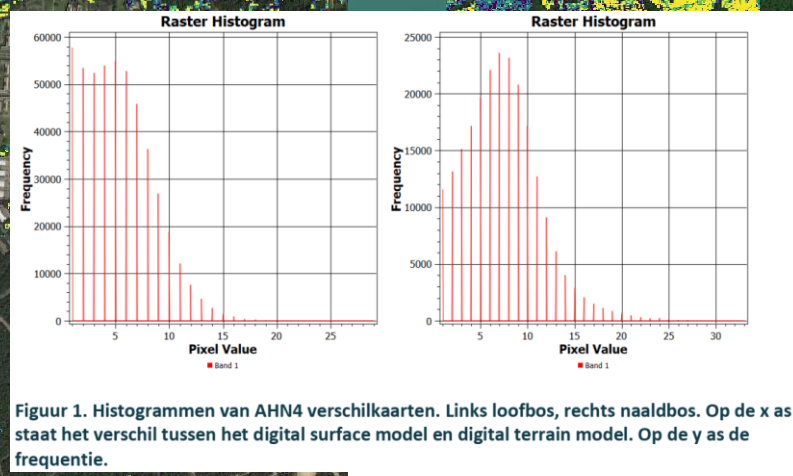 Raster Histogram
60000
50000
40000
30000
20000
10000
0
Frequency
5 10 15 20 25
Pixel Value
Band 1
Raster Histogram
25000
20000
15000
10000
5000
0
Frequency
5 10 15 20 25 30
Pixel Value
Band 1
Figuur 1. Histogrammen van AHN4 verschilkaarten. Links loofbos, rechts naaldbos. Op de x as
staat het verschil tussen het digital surface model en digital terrain model. Op de y as de
frequentie.